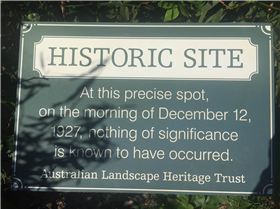 HISTORIC SITE
At this precise spot,
on the morning of December 12,
1927, nothing of significance
is known to have occurred.
Australian Landscape Heritage Trust